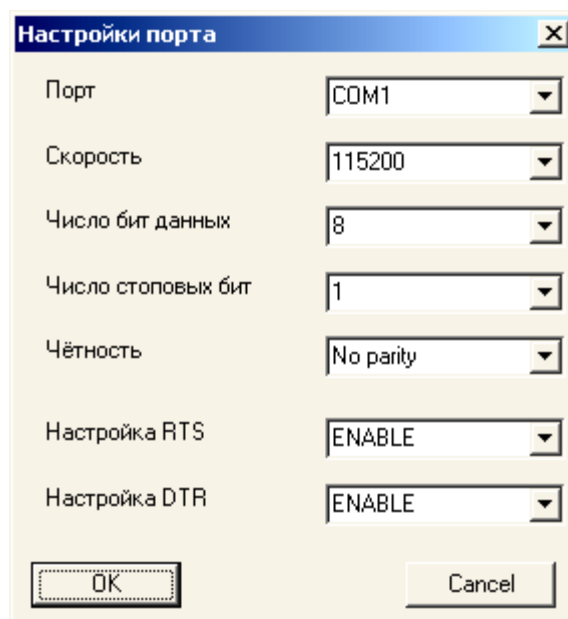 Настройки порта
Порт COM1
Скорость 115200
Число бит данных 8
Число стоповых бит 1
Чётность No parity
Настройка RTS ENABLE
Настройка DTR ENABLE
OK Cancel